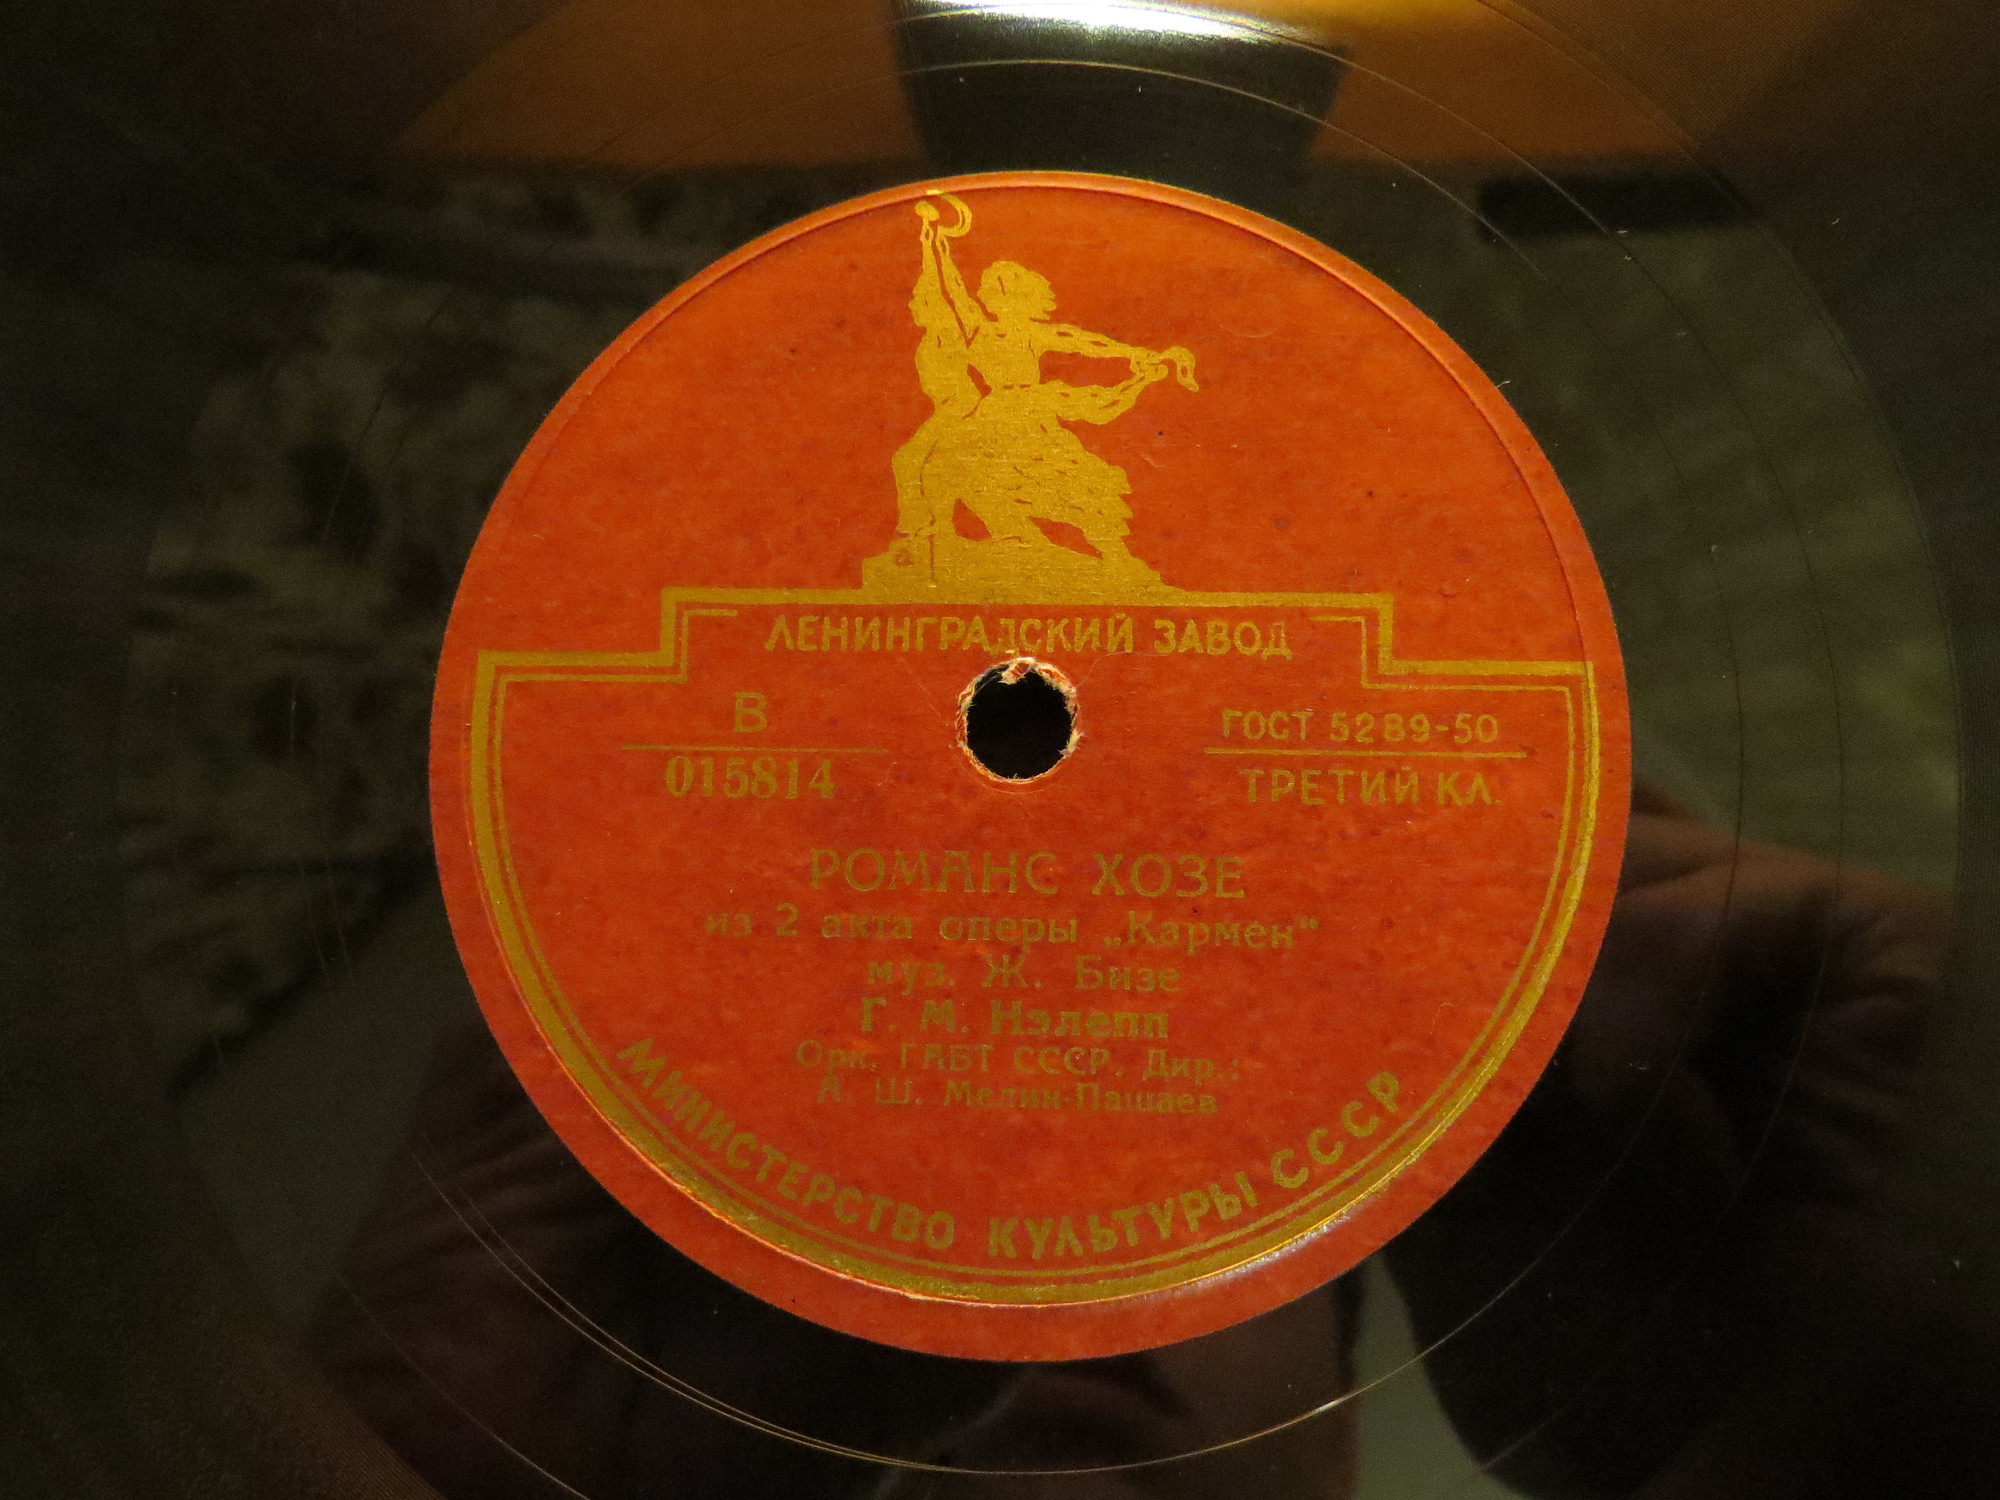 ЛЕНИНГРАДСКИЙ ЗАВОД
В
015814
ГОСТ 5289-50
ТРЕТИЙ КЛ.
РОМАНС ХОЗЕ
из 2 акта оперы „Кармен“
муз. Ж. Бизе
Г. М. Нэлепп
Орк. ГАБТ СССР. Дир.:
А. Ш. Мелик-Пашаев
МИНИСТЕРСТВО КУЛЬТУРЫ СССР